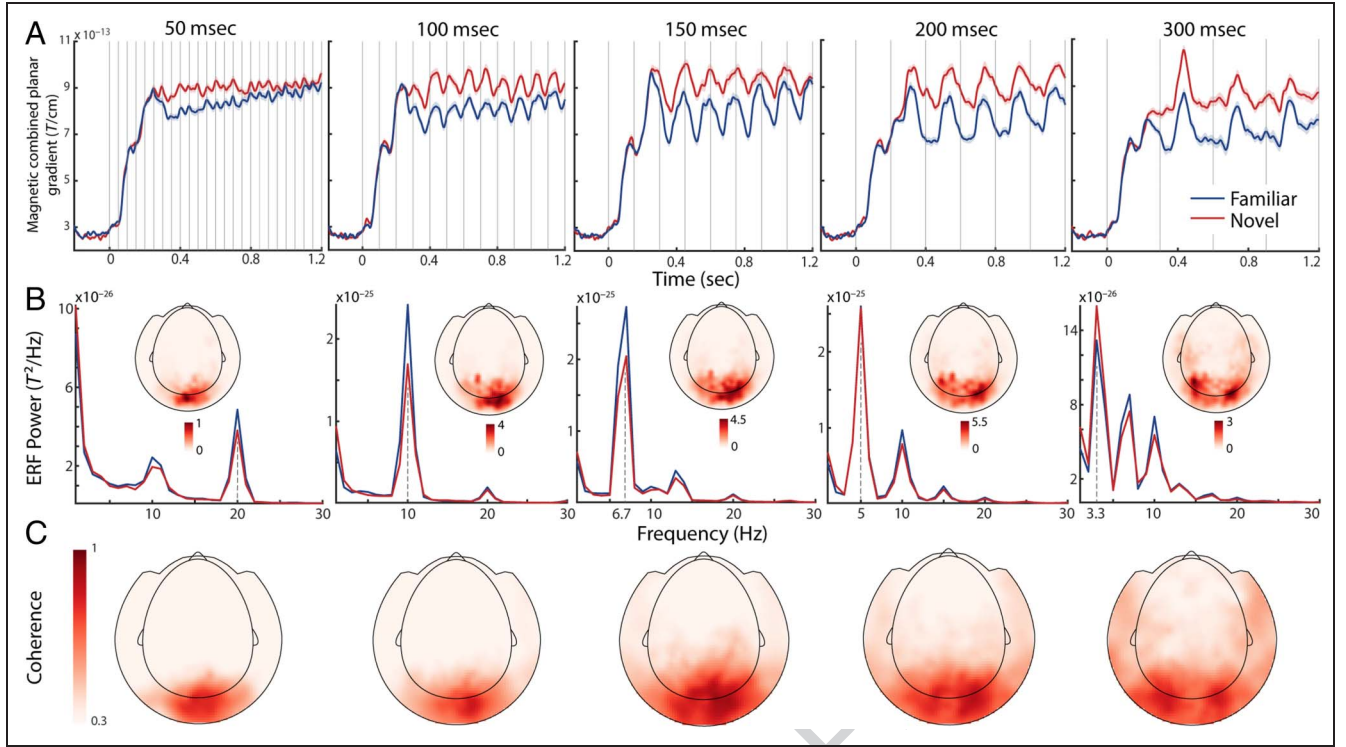 A
50 msec 100 msec 150 msec 200 msec 300 msec
Magnetic combined planar
gradient (T/cm)
11 x 10⁻¹³
9
7
5
3
0 0.4 0.8 1.2 0 0.4 0.8 1.2 0 0.4 0.8 1.2 0 0.4 0.8 1.2 0 0.4 0.8 1.2
Familiar
Novel
Time (sec)
B
ERF Power (T²/Hz)
x10⁻²⁶ x10⁻²⁵ x10⁻²⁵ x10⁻²⁵ x10⁻²⁶
10 6 2
2 1
2 1
2 1
14 8 2
1 0
4 0
4.5 0
5.5 0
3 0
10 20 30 10 20 30 6.7 10 20 30 5 10 20 30 3.3 10 20 30
Frequency (Hz)
C
Coherence
1
0.3